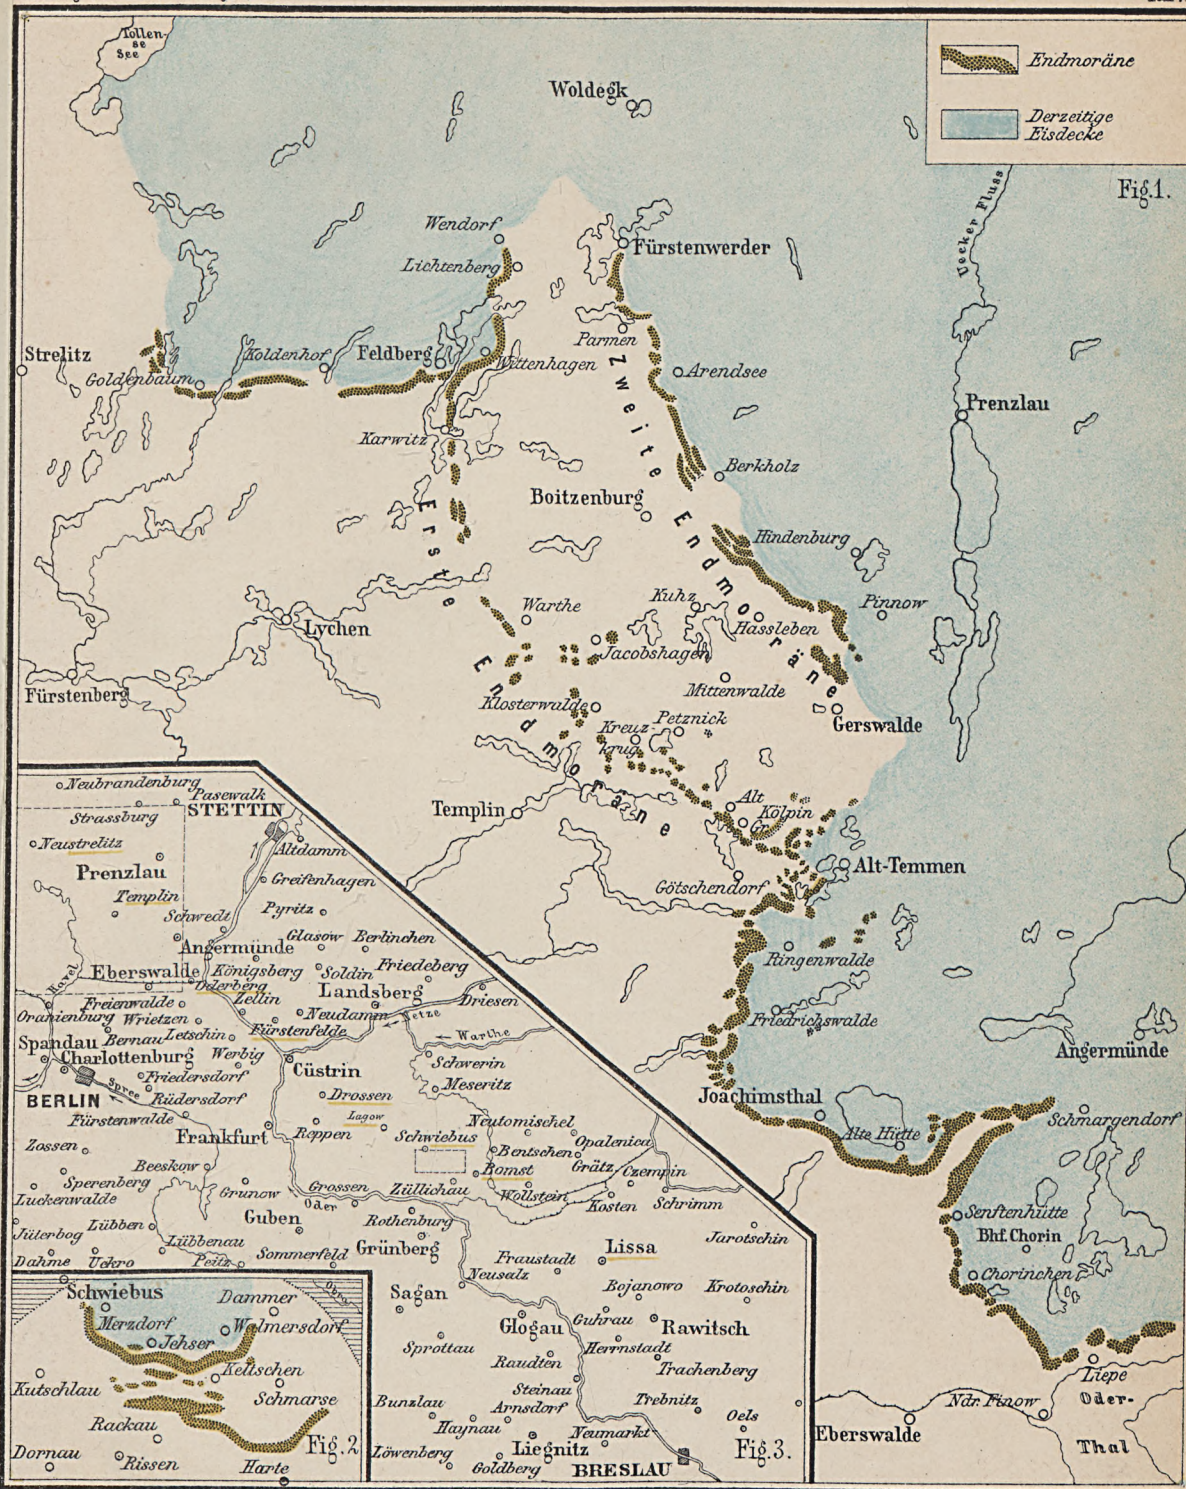 Tollen-
se
See
Woldegk
Endmoräne
Derzeitige
Eisdecke
Fig.1.
Uecker Fluss
Wendorf
Fürstenwerder
Lichtenberg
Parmen
Strelitz
Koldenhof
Feldberg
Wittenhagen
Goldenbaum
Arendsee
Prenzlau
Karwitz
Berkholz
Boitzenburg
Zweite Endmoräne
Hindenburg
Erste Endmoräne
Warthe
Kuhz
Pinnow
Lychen
Hassleben
Jacobshagen
Fürstenberg
Mittenwalde
Klosterwalde
Gerswalde
Kreuz-
krug
Petznick
Templin
Alt
Kölpin
Gr.
Alt-Temmen
Götschendorf
Ringenwalde
Friedrichswalde
Angermünde
Joachimsthal
Alte Hütte
Schmargendorf
Senftenhütte
Bhf. Chorin
Chorinchen
Liepe
Ndr. Finow
Oder-
Thal
Eberswalde
Neubrandenburg
Pasewalk
Strassburg
STETTIN
Neustrelitz
Altdamm
Prenzlau
Greifenhagen
Templin
Schwedt
Pyritz
Angermünde
Glasow
Berlinchen
Eberswalde
Königsberg
Soldin
Friedeberg
Havel
Oderberg
Landsberg
Driesen
Freienwalde
Zellin
Neudamm
Netze
Oranienburg
Wrietzen
Fürstenfelde
Warthe
Spandau
Bernau
Letschin
Charlottenburg
Werbig
Cüstrin
Schwerin
BERLIN
Spree
Friedersdorf
Meseritz
Rüdersdorf
Drossen
Fürstenwalde
Lagow
Neutomischel
Frankfurt
Reppen
Schwiebus
Opalenica
Zossen
Bentschen
Beeskow
Bomst
Grätz
Czempin
Sperenberg
Grunow
Grossen
Züllichau
Wollstein
Luckenwalde
Oder
Kosten
Schrimm
Jüterbog
Lübben
Guben
Rothenburg
Jarotschin
Lübbenau
Sommerfeld
Grünberg
Lissa
Dahme
Uckro
Peitz
Fraustadt
Neusalz
Sagan
Bojanowo
Krotoschin
Glogau
Guhrau
Rawitsch
Sprottau
Herrnstadt
Raudten
Trachenberg
Steinau
Bunzlau
Arnsdorf
Trebnitz
Haynau
Oels
Neumarkt
Löwenberg
Liegnitz
Fig.3.
Goldberg
BRESLAU
Schwiebus
Dammer
Obra
Merzdorf
Walmersdorf
Jehser
Keltschen
Kutschlau
Schmarse
Rackau
Fig.2
Dornau
Rissen
Harte